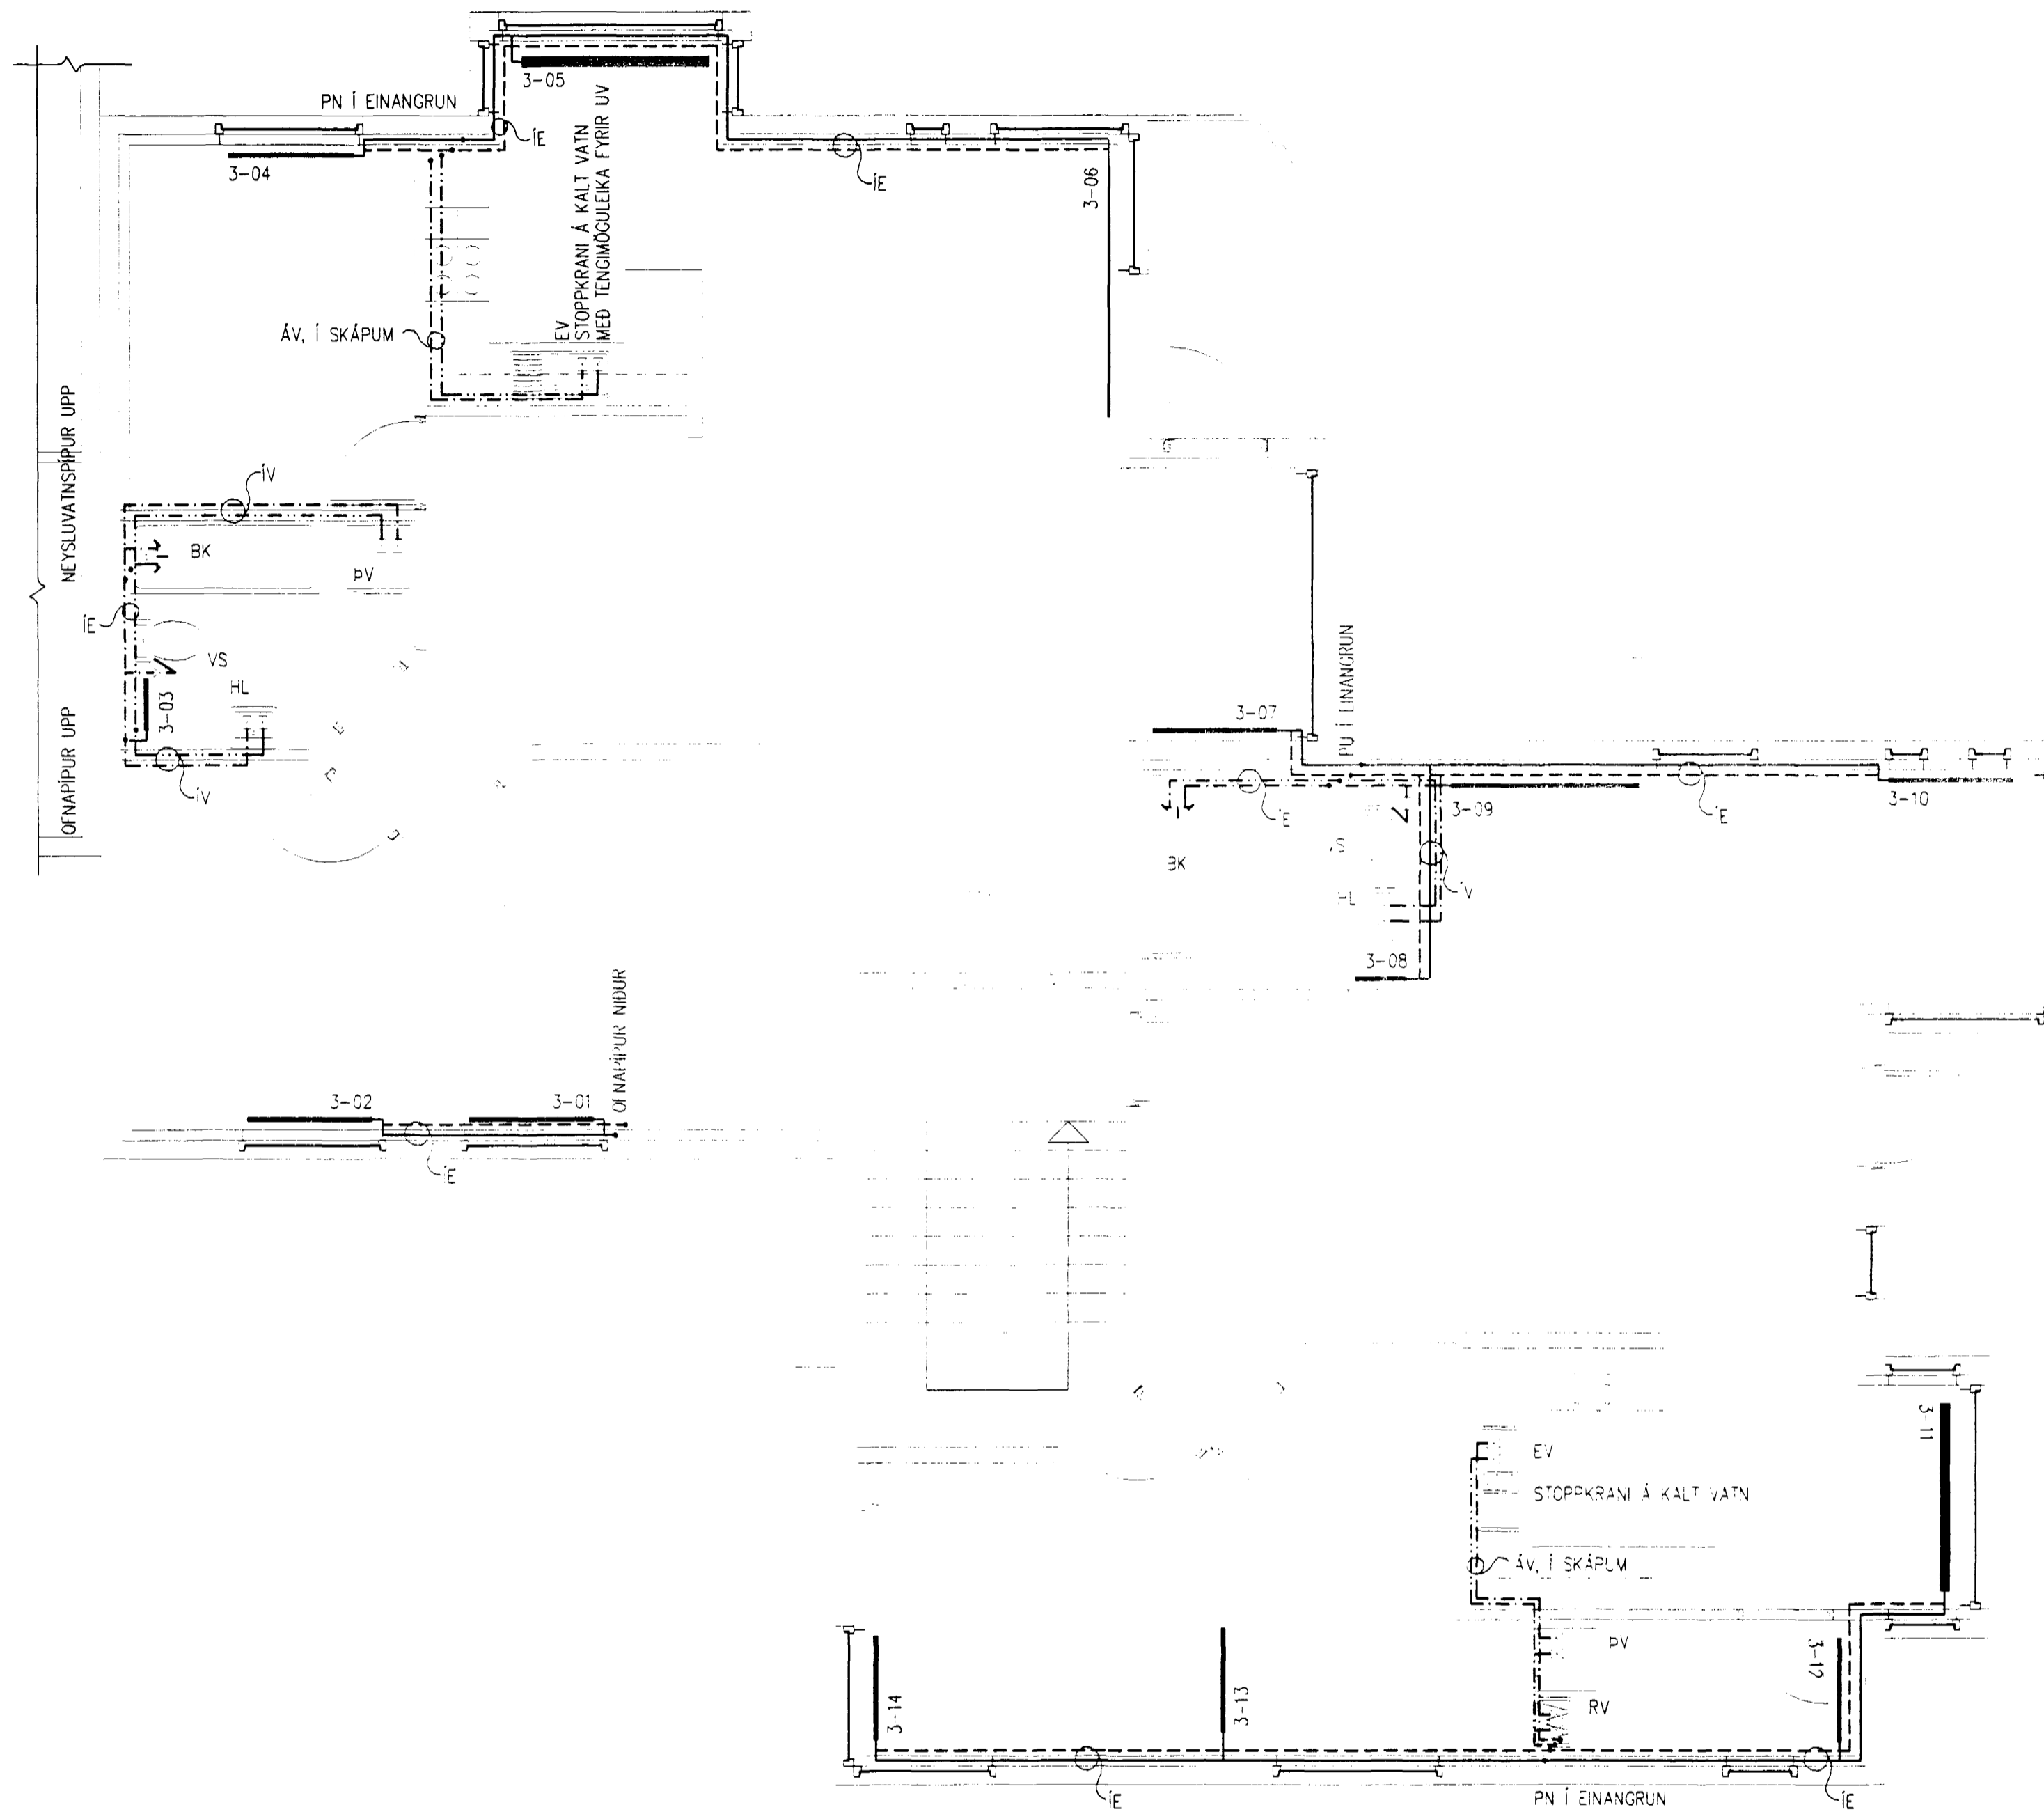 3-05
PN Í EINANGRUN
ÍE
3-04
ÍE
3-06
EV
STOPPKRANI Á KALT VATN
MEÐ TENGIMÖGULEIKA FYRIR UV
ÁV, Í SKÁPUM
NEYSLUVATNSPÍPUR UPP
ÍV
BK
ÞV
ÍE
VS
HL
3-03
OFNAPÍPUR UPP
ÍV
3-07
PU Í EINANGRUN
3-09
3-10
ÍE
ÍE
BK
HL
ÍV
3-08
OFNAPÍPUR NIÐUR
3-02
3-01
ÍE
3-11
EV
STOPPKRANI Á KALT VATN
ÁV, Í SKÁPUM
ÞV
3-12
RV
3-14
3-13
ÍE
PN Í EINANGRUN
ÍE